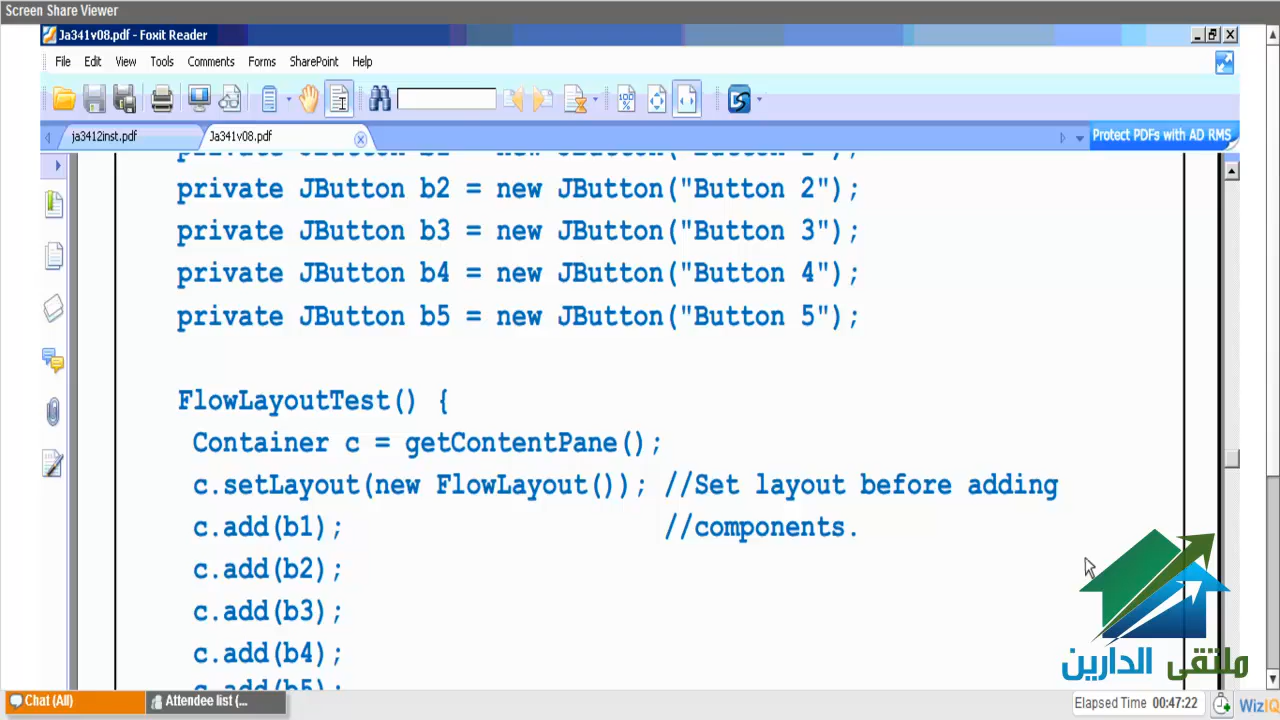 Screen Share Viewer
Ja341v08.pdf - Foxit Reader
File Edit View Tools Comments Forms SharePoint Help
ja3412inst.pdf Ja341v08.pdf Protect PDFs with AD RMS
private JButton b2 = new JButton("Button 2");
private JButton b3 = new JButton("Button 3");
private JButton b4 = new JButton("Button 4");
private JButton b5 = new JButton("Button 5");
FlowLayoutTest() {
Container c = getContentPane();
c.setLayout(new FlowLayout()); //Set layout before adding
c.add(b1); //components.
c.add(b2);
c.add(b3);
c.add(b4);
c.add(b5);
ملتقى الدارين
Chat (All) Attendee list (... Elapsed Time 00:47:22 WizIQ